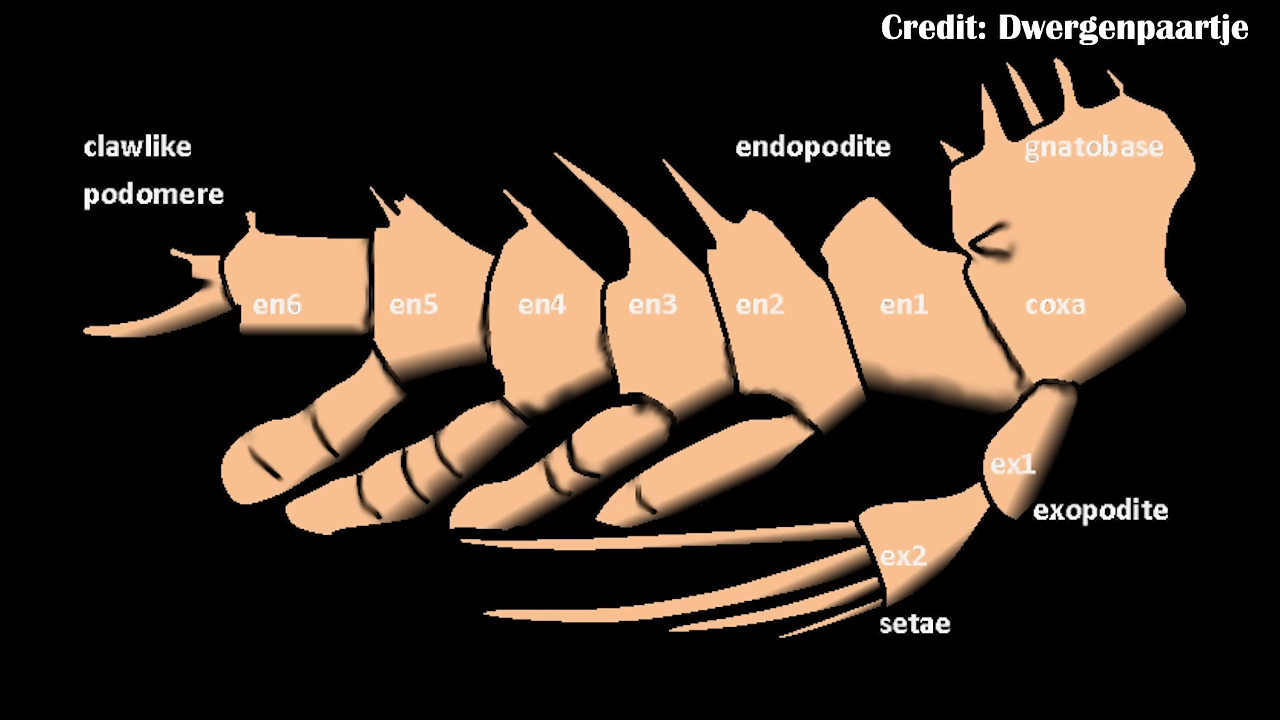 Credit: Dwergenpaartje
clawlike
podomere
endopodite
gnatobase
en6
en5
en4
en3
en2
en1
coxa
ex1
exopodite
ex2
setae